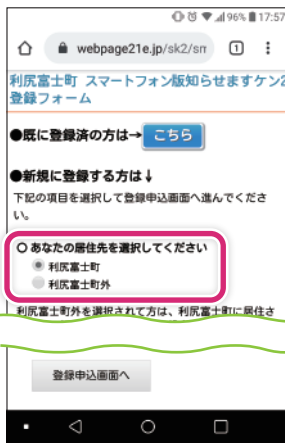 96% 17:57
webpage21e.jp/sk2/sm
1
利尻富士町 スマートフォン版知らせますケン2
登録フォーム
●既に登録済の方は→ こちら
●新規に登録する方は↓
下記の項目を選択して登録申込画面へ進んでくださ
い。
○あなたの居住先を選択してください
利尻富士町
利尻富士町外
利尻富士町外を選択されて方は、利尻富士町に居住さ
登録申込画面へ